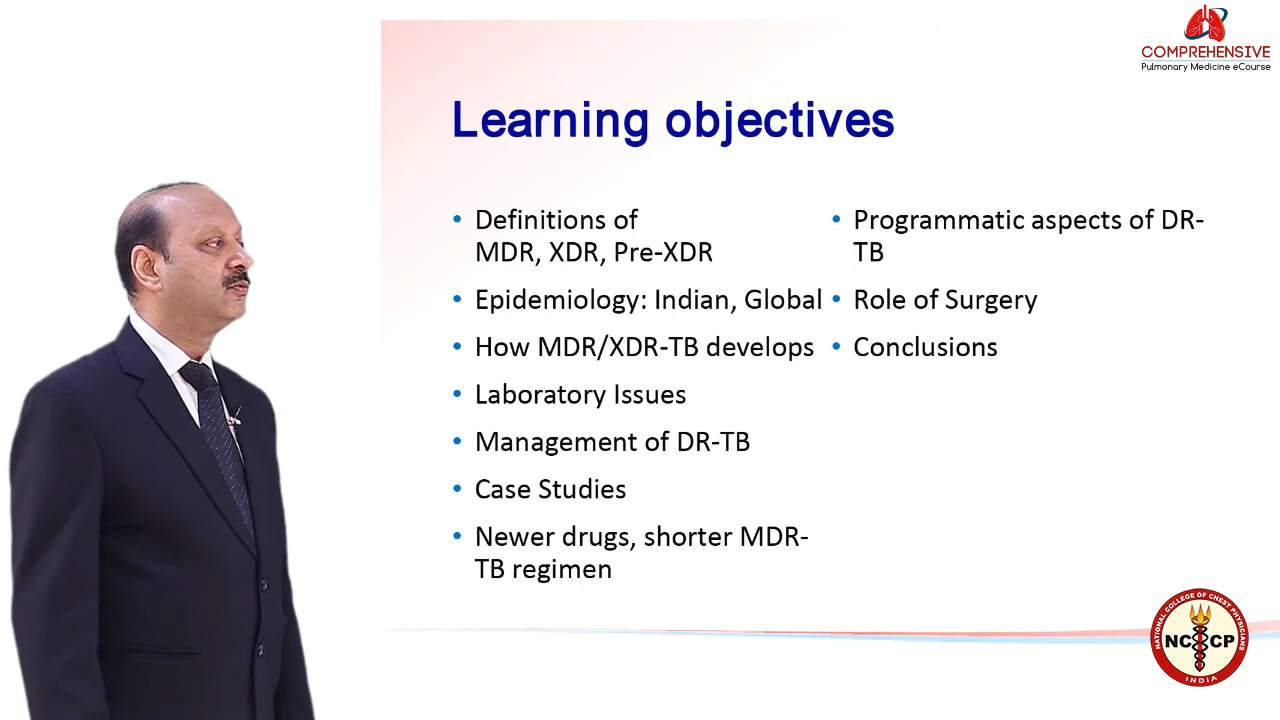 COMPREHENSIVE
Pulmonary Medicine eCourse
Learning objectives
• Definitions of
MDR, XDR, Pre-XDR
• Epidemiology: Indian, Global
• How MDR/XDR-TB develops
• Laboratory Issues
• Management of DR-TB
• Case Studies
• Newer drugs, shorter MDR-
TB regimen
• Programmatic aspects of DR-
TB
• Role of Surgery
• Conclusions
NATIONAL COLLEGE OF CHEST PHYSICIANS
NCCP
INDIA